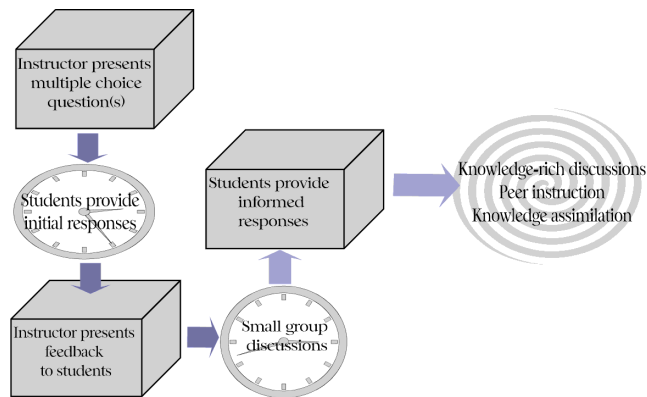 Instructor presents
multiple choice
question(s)
Students provide
initial responses
Instructor presents
feedback
to students
Small group
discussions
Students provide
informed
responses
Knowledge-rich discussions
Peer instruction
Knowledge assimilation